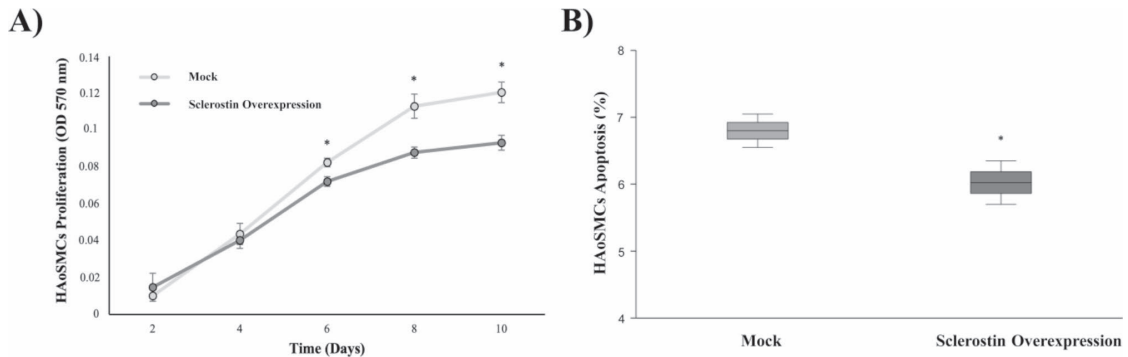 A)
HAoSMCs Proliferation (OD 570 nm)
0.14
0.12
0.1
0.08
0.06
0.04
0.02
0
Mock
Sclerostin Overexpression
*
*
*
2
4
6
8
10
Time (Days)
B)
HAoSMCs Apoptosis (%)
8
7
6
5
4
*
Mock
Sclerostin Overexpression